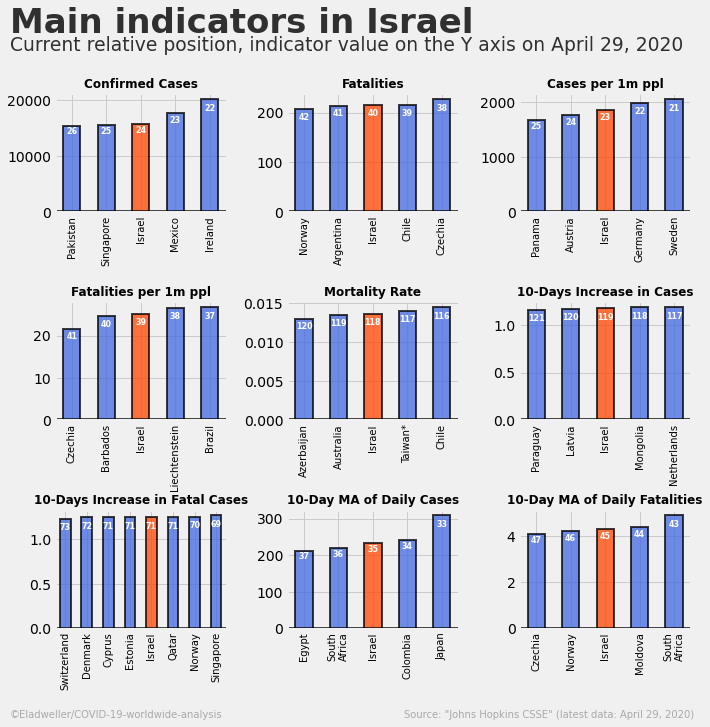 Main indicators in Israel
Current relative position, indicator value on the Y axis on April 29, 2020
Confirmed Cases
20000
10000
0
26
25
24
23
22
Pakistan
Singapore
Israel
Mexico
Ireland
Fatalities
200
100
0
42
41
40
39
38
Norway
Argentina
Israel
Chile
Czechia
Cases per 1m ppl
2000
1000
0
25
24
23
22
21
Panama
Austria
Israel
Germany
Sweden
Fatalities per 1m ppl
20
10
0
41
40
39
38
37
Czechia
Barbados
Israel
Liechtenstein
Brazil
Mortality Rate
0.015
0.010
0.005
0.000
120
119
118
117
116
Azerbaijan
Australia
Israel
Taiwan*
Chile
10-Days Increase in Cases
1.0
0.5
0.0
121
120
119
118
117
Paraguay
Latvia
Israel
Mongolia
Netherlands
10-Days Increase in Fatal Cases
1.0
0.5
0.0
73
72
71
71
71
71
70
69
Switzerland
Denmark
Cyprus
Estonia
Israel
Qatar
Norway
Singapore
10-Day MA of Daily Cases
300
200
100
0
37
36
35
34
33
Egypt
South
Africa
Israel
Colombia
Japan
10-Day MA of Daily Fatalities
4
2
0
47
46
45
44
43
Czechia
Norway
Israel
Moldova
South
Africa
©Eladweller/COVID-19-worldwide-analysis
Source: "Johns Hopkins CSSE" (latest data: April 29, 2020)